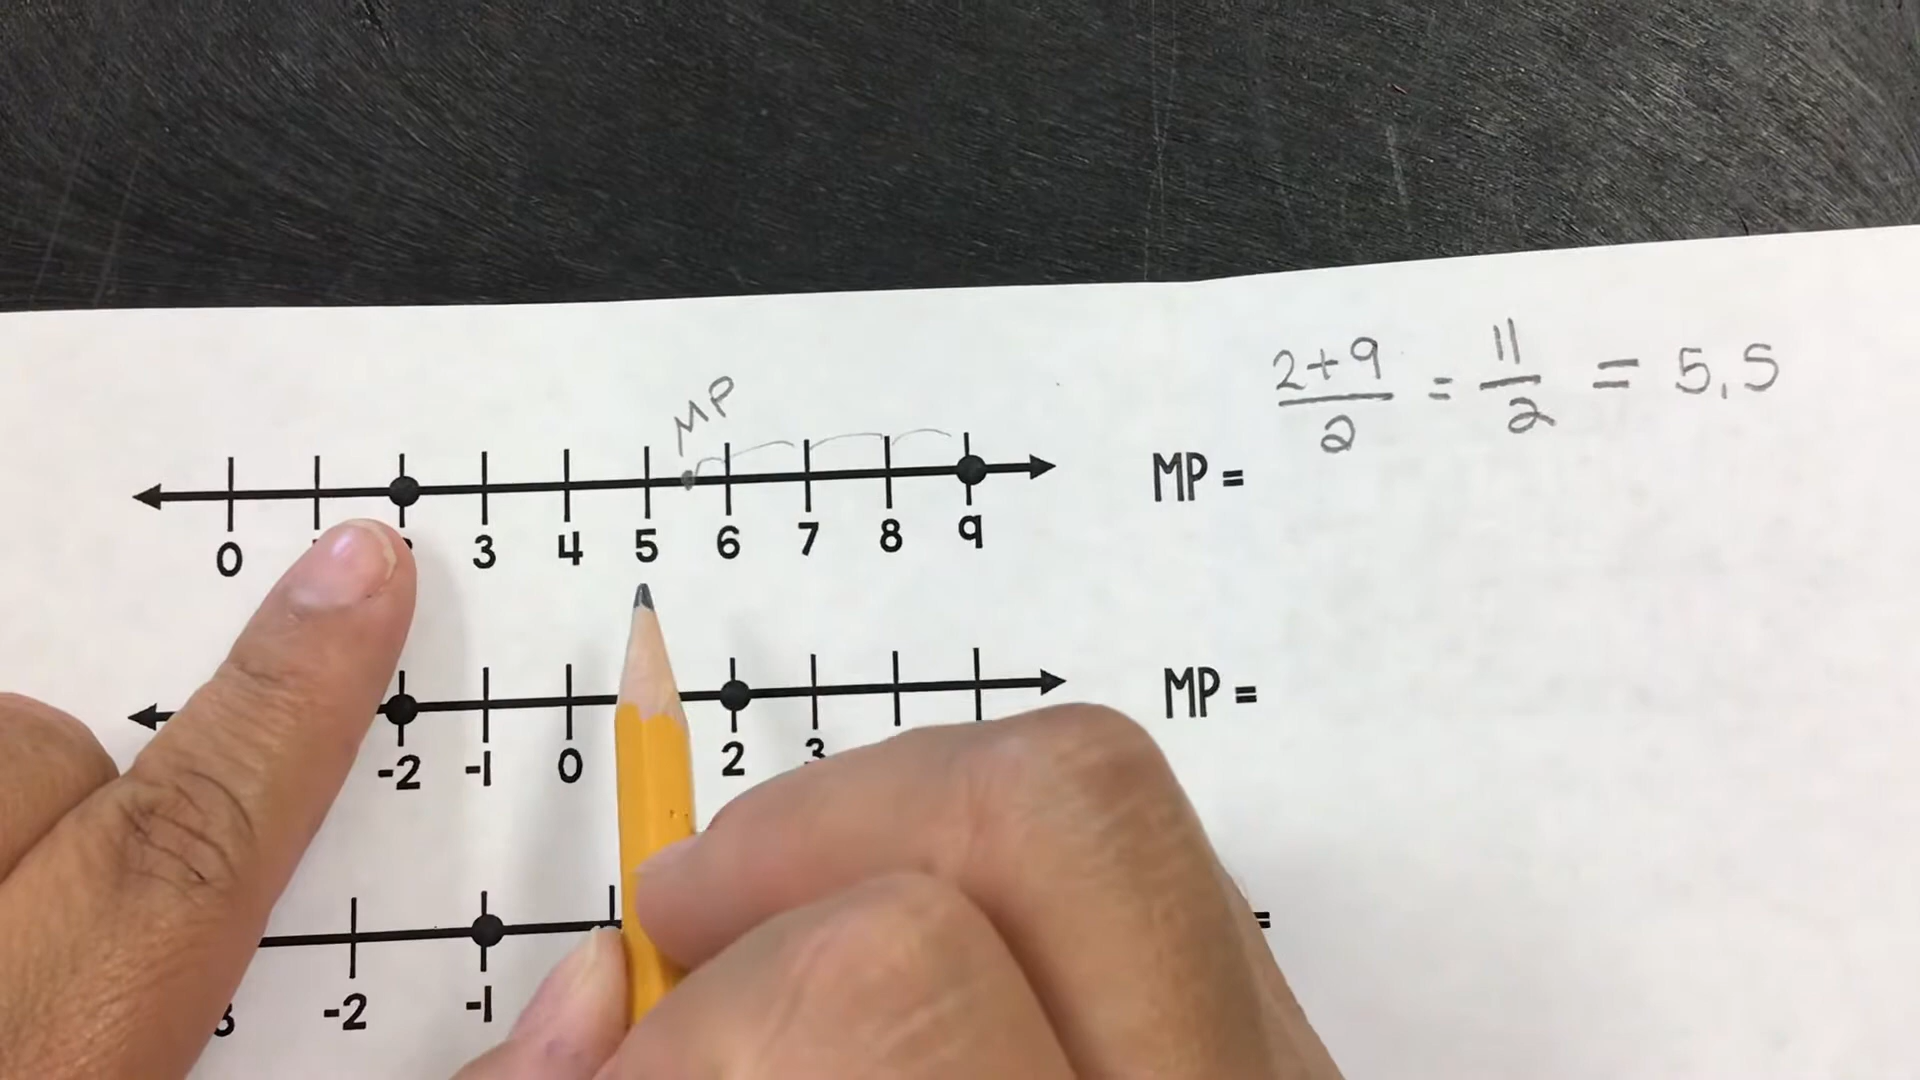 2+9/2 = 11/2 = 5.5
MP
MP =
0 3 4 5 6 7 8 9
MP =
-2 -1 0 2 3
=
-2 -1